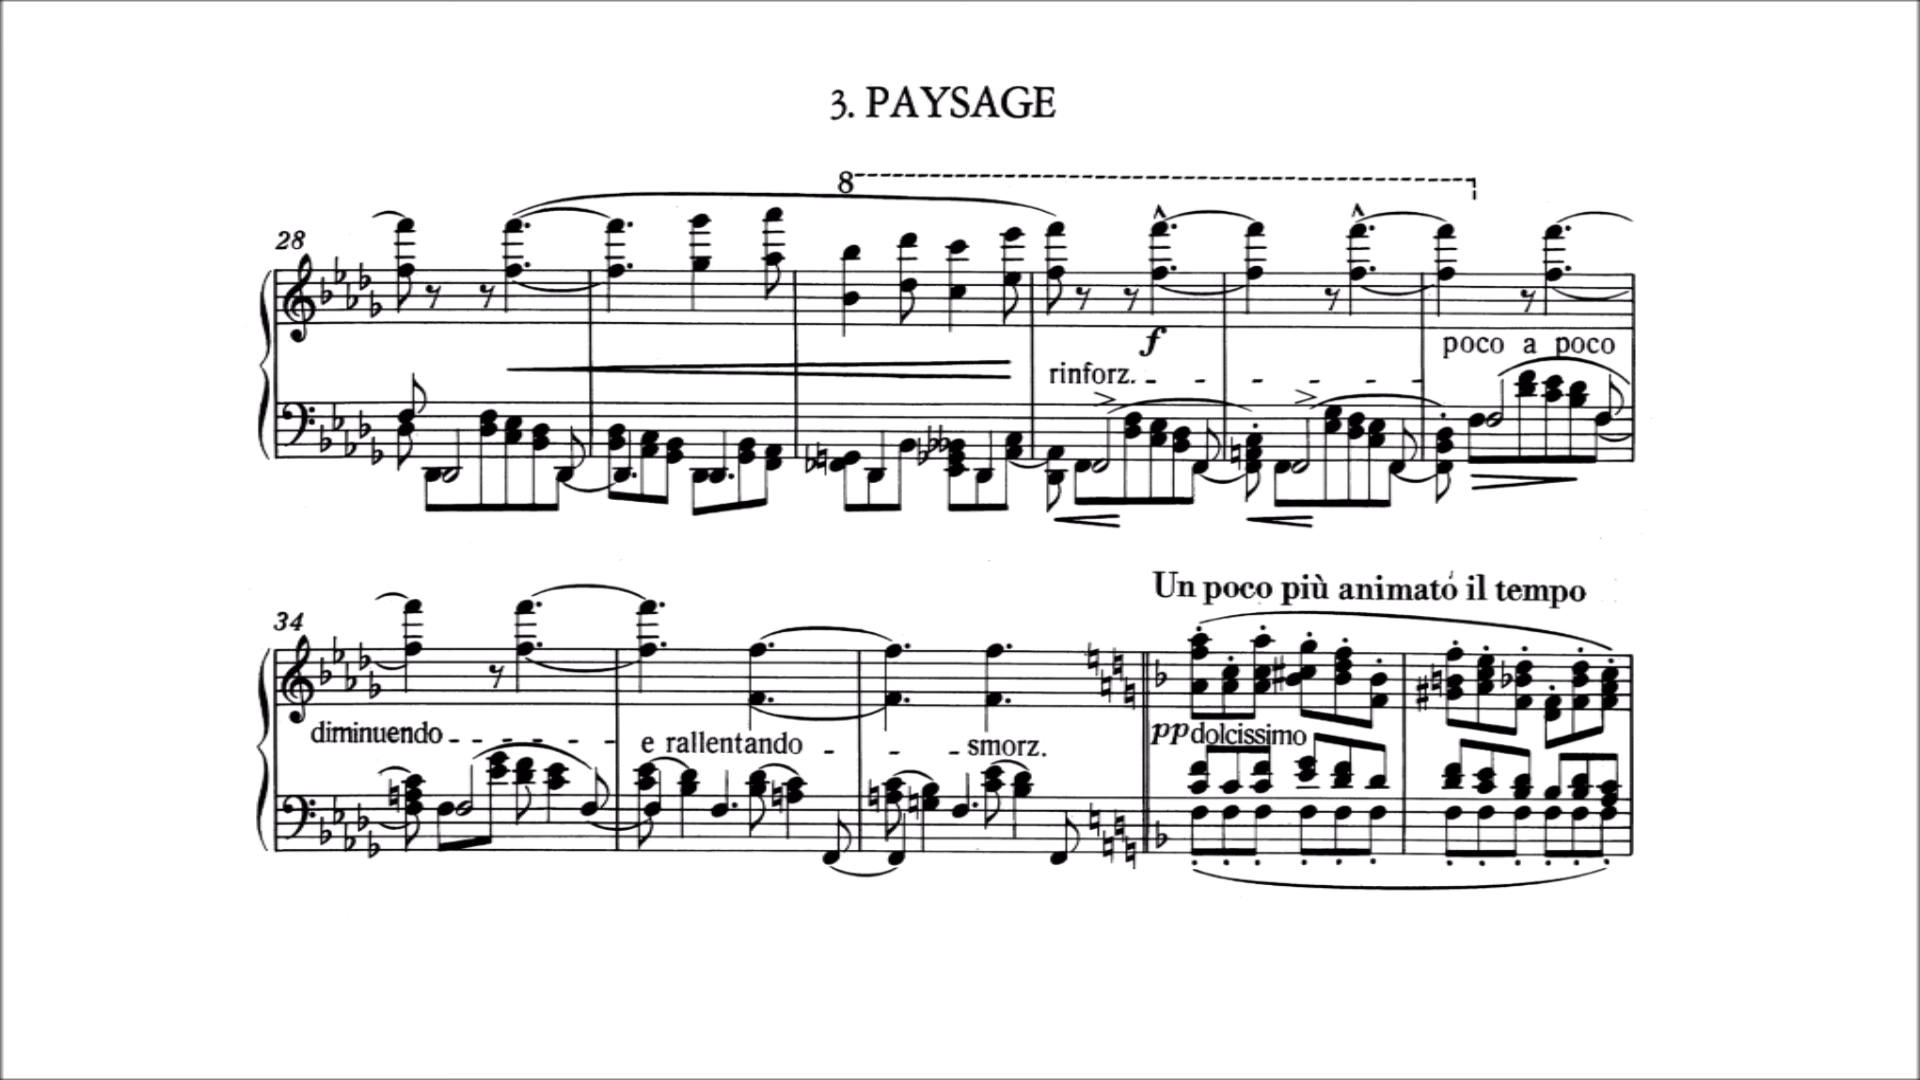 3. PAYSAGE
8
28
f
poco a poco
rinforz.
Un poco più animato il tempo
34
diminuendo
e rallentando
smorz.
pp dolcissimo